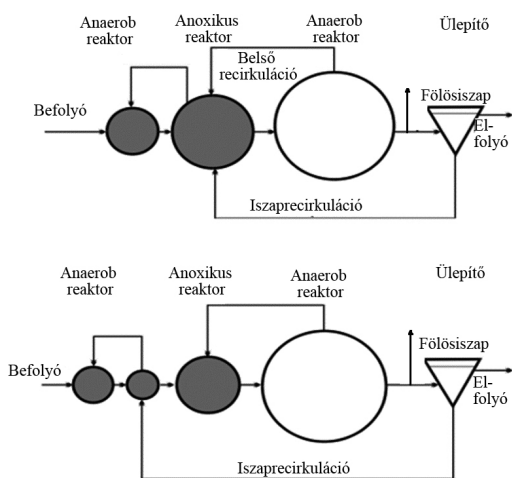 Anaerob
reaktor
Anoxikus
reaktor
Anaerob
reaktor
Ülepítő
Belső
recirkuláció
Befolyó
Fölösiszap
El-
folyó
Iszaprecirkuláció
Anaerob
reaktor
Anoxikus
reaktor
Anaerob
reaktor
Ülepítő
Befolyó
Fölösiszap
El-
folyó
Iszaprecirkuláció